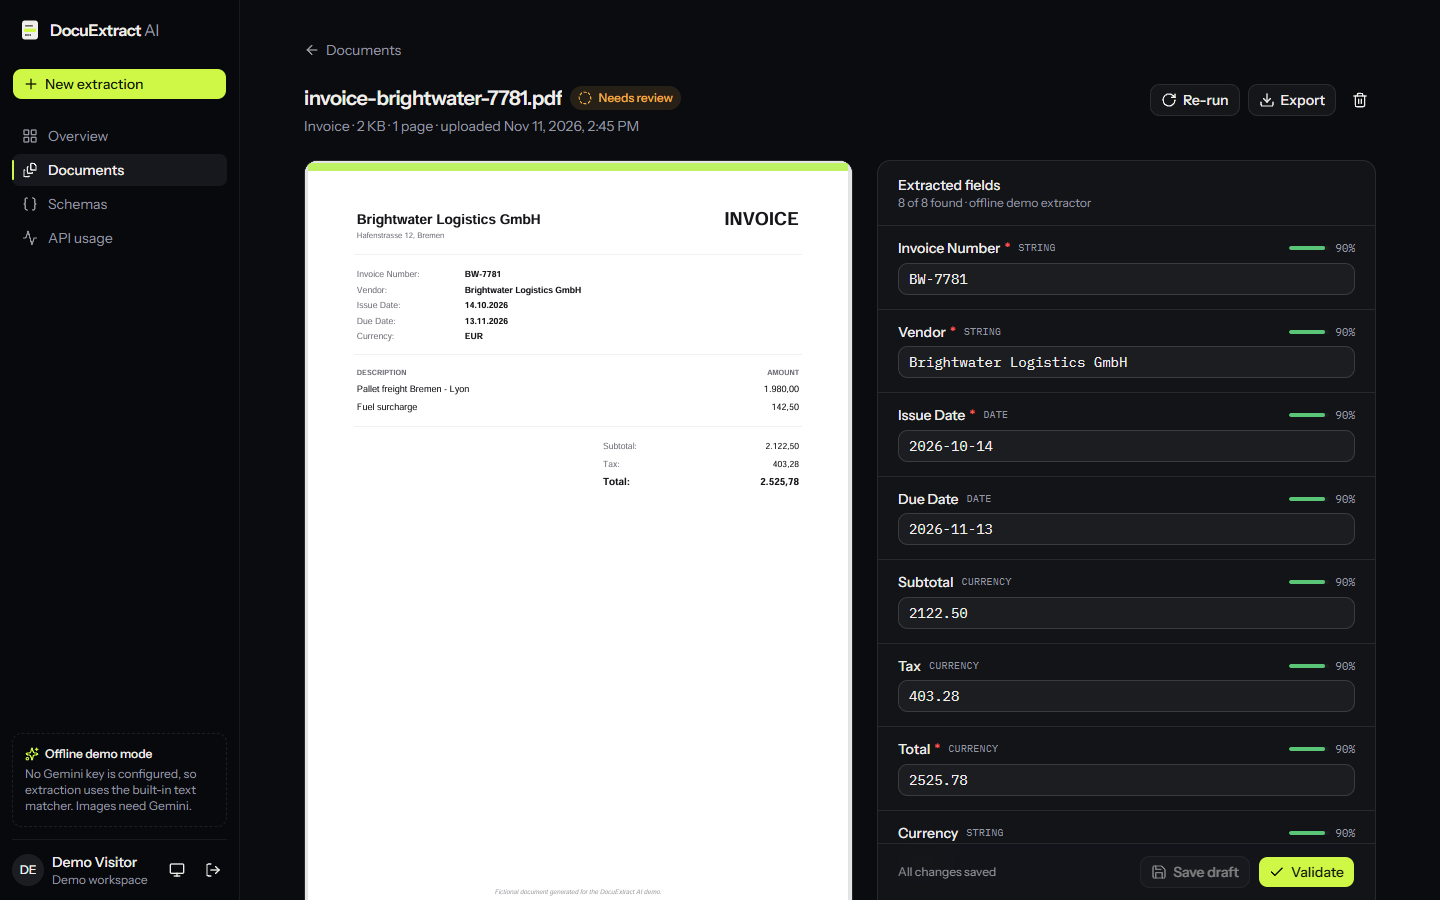 DocuExtract AI
New extraction
Overview
Documents
Schemas
API usage
Offline demo mode
No Gemini key is configured, so
extraction uses the built-in text
matcher. Images need Gemini.
DE
Demo Visitor
Demo workspace
Documents
invoice-brightwater-7781.pdf
Needs review
Invoice · 2 KB · 1 page · uploaded Nov 11, 2026, 2:45 PM
Re-run
Export
Brightwater Logistics GmbH
INVOICE
Hafenstrasse 12, Bremen
Invoice Number: BW-7781
Vendor: Brightwater Logistics GmbH
Issue Date: 14.10.2026
Due Date: 13.11.2026
Currency: EUR
DESCRIPTION AMOUNT
Pallet freight Bremen - Lyon 1.980,00
Fuel surcharge 142,50
Subtotal: 2.122,50
Tax: 403,28
Total: 2.525,78
Fictional document generated for the DocuExtract AI demo.
Extracted fields
8 of 8 found · offline demo extractor
Invoice Number * STRING 90%
BW-7781
Vendor * STRING 90%
Brightwater Logistics GmbH
Issue Date * DATE 90%
2026-10-14
Due Date DATE 90%
2026-11-13
Subtotal CURRENCY 90%
2122.50
Tax CURRENCY 90%
403.28
Total * CURRENCY 90%
2525.78
Currency STRING 90%
All changes saved
Save draft
Validate